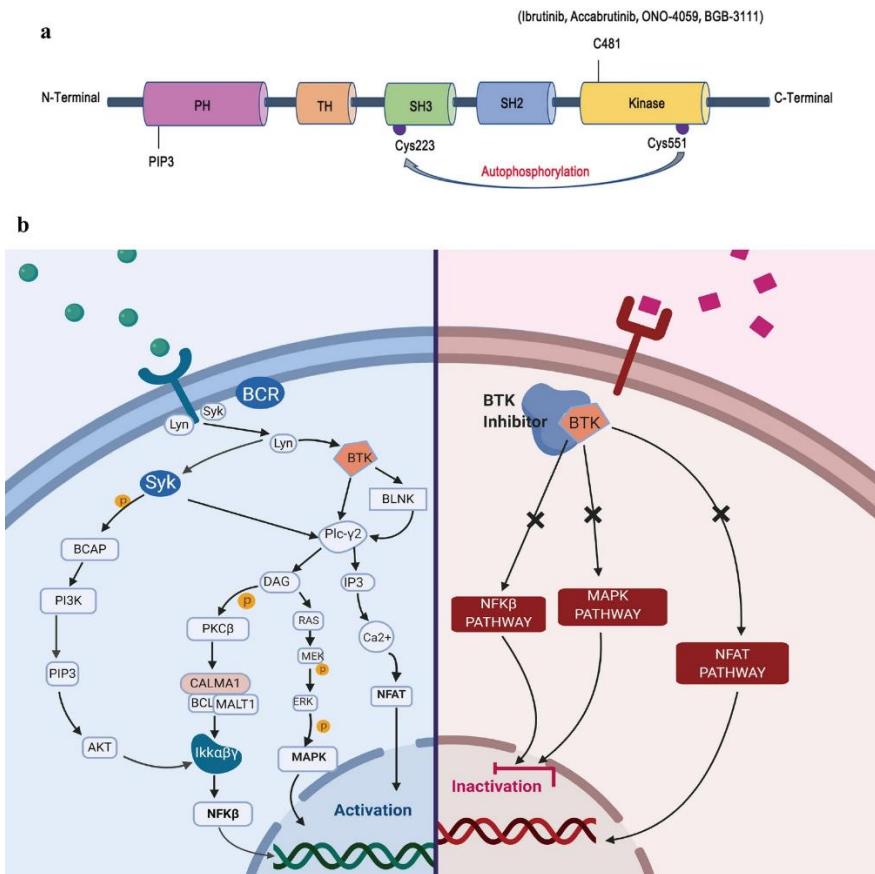 a
(Ibrutinib, Accabrutinib, ONO-4059, BGB-3111)
C481
N-Terminal
PH
TH
SH3
SH2
Kinase
C-Terminal
PIP3
Cys223
Cys551
Autophosphorylation
b
BCR
Syk
Lyn
Lyn
BTK
Syk
BLNK
P
Plc-γ2
BCAP
DAG
IP3
PI3K
P
RAS
PKCβ
Ca2+
MEK
PIP3
P
CALMA1
BCL
MALT1
ERK
NFAT
P
AKT
Ikkαβγ
MAPK
NFKβ
Activation
BTK
Inhibitor
BTK
NFKβ
PATHWAY
MAPK
PATHWAY
NFAT
PATHWAY
Inactivation